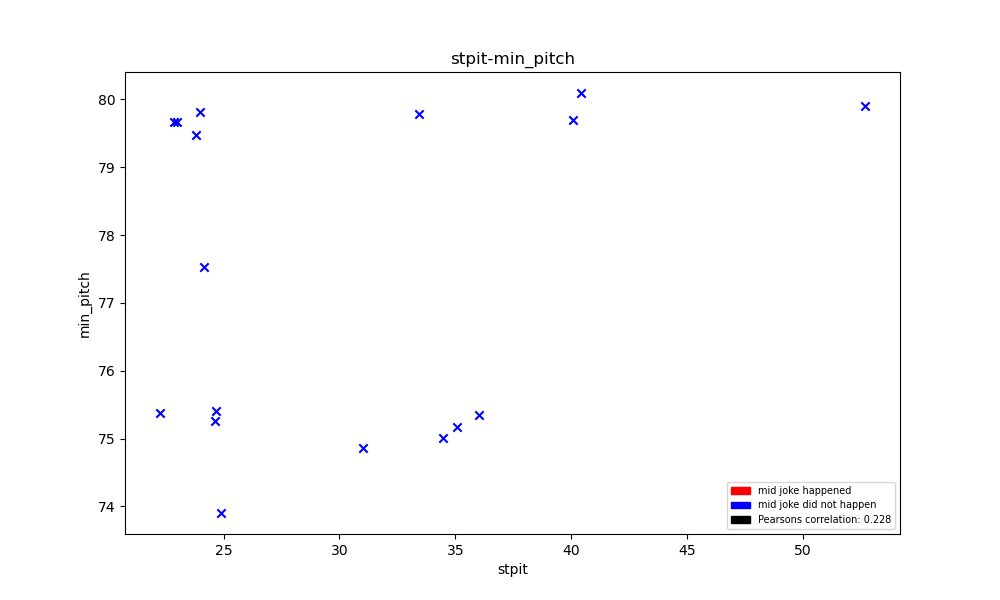 stpit-min_pitch
80
79
78
77
76
75
74
min_pitch
25
30
35
40
45
50
stpit
mid joke happened
mid joke did not happen
Pearsons correlation: 0.228